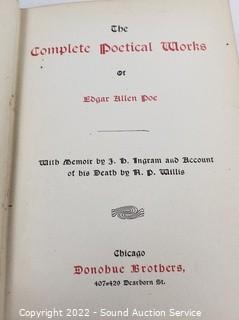 The
Complete Poetical Works
Of
Edgar Allen Poe
With Memoir by J. H. Ingram and Account
of his Death by N. P. Willis
Chicago
Donohue Brothers,
407=429 Dearborn St.
Copyright 2022 - Sound Auction Service